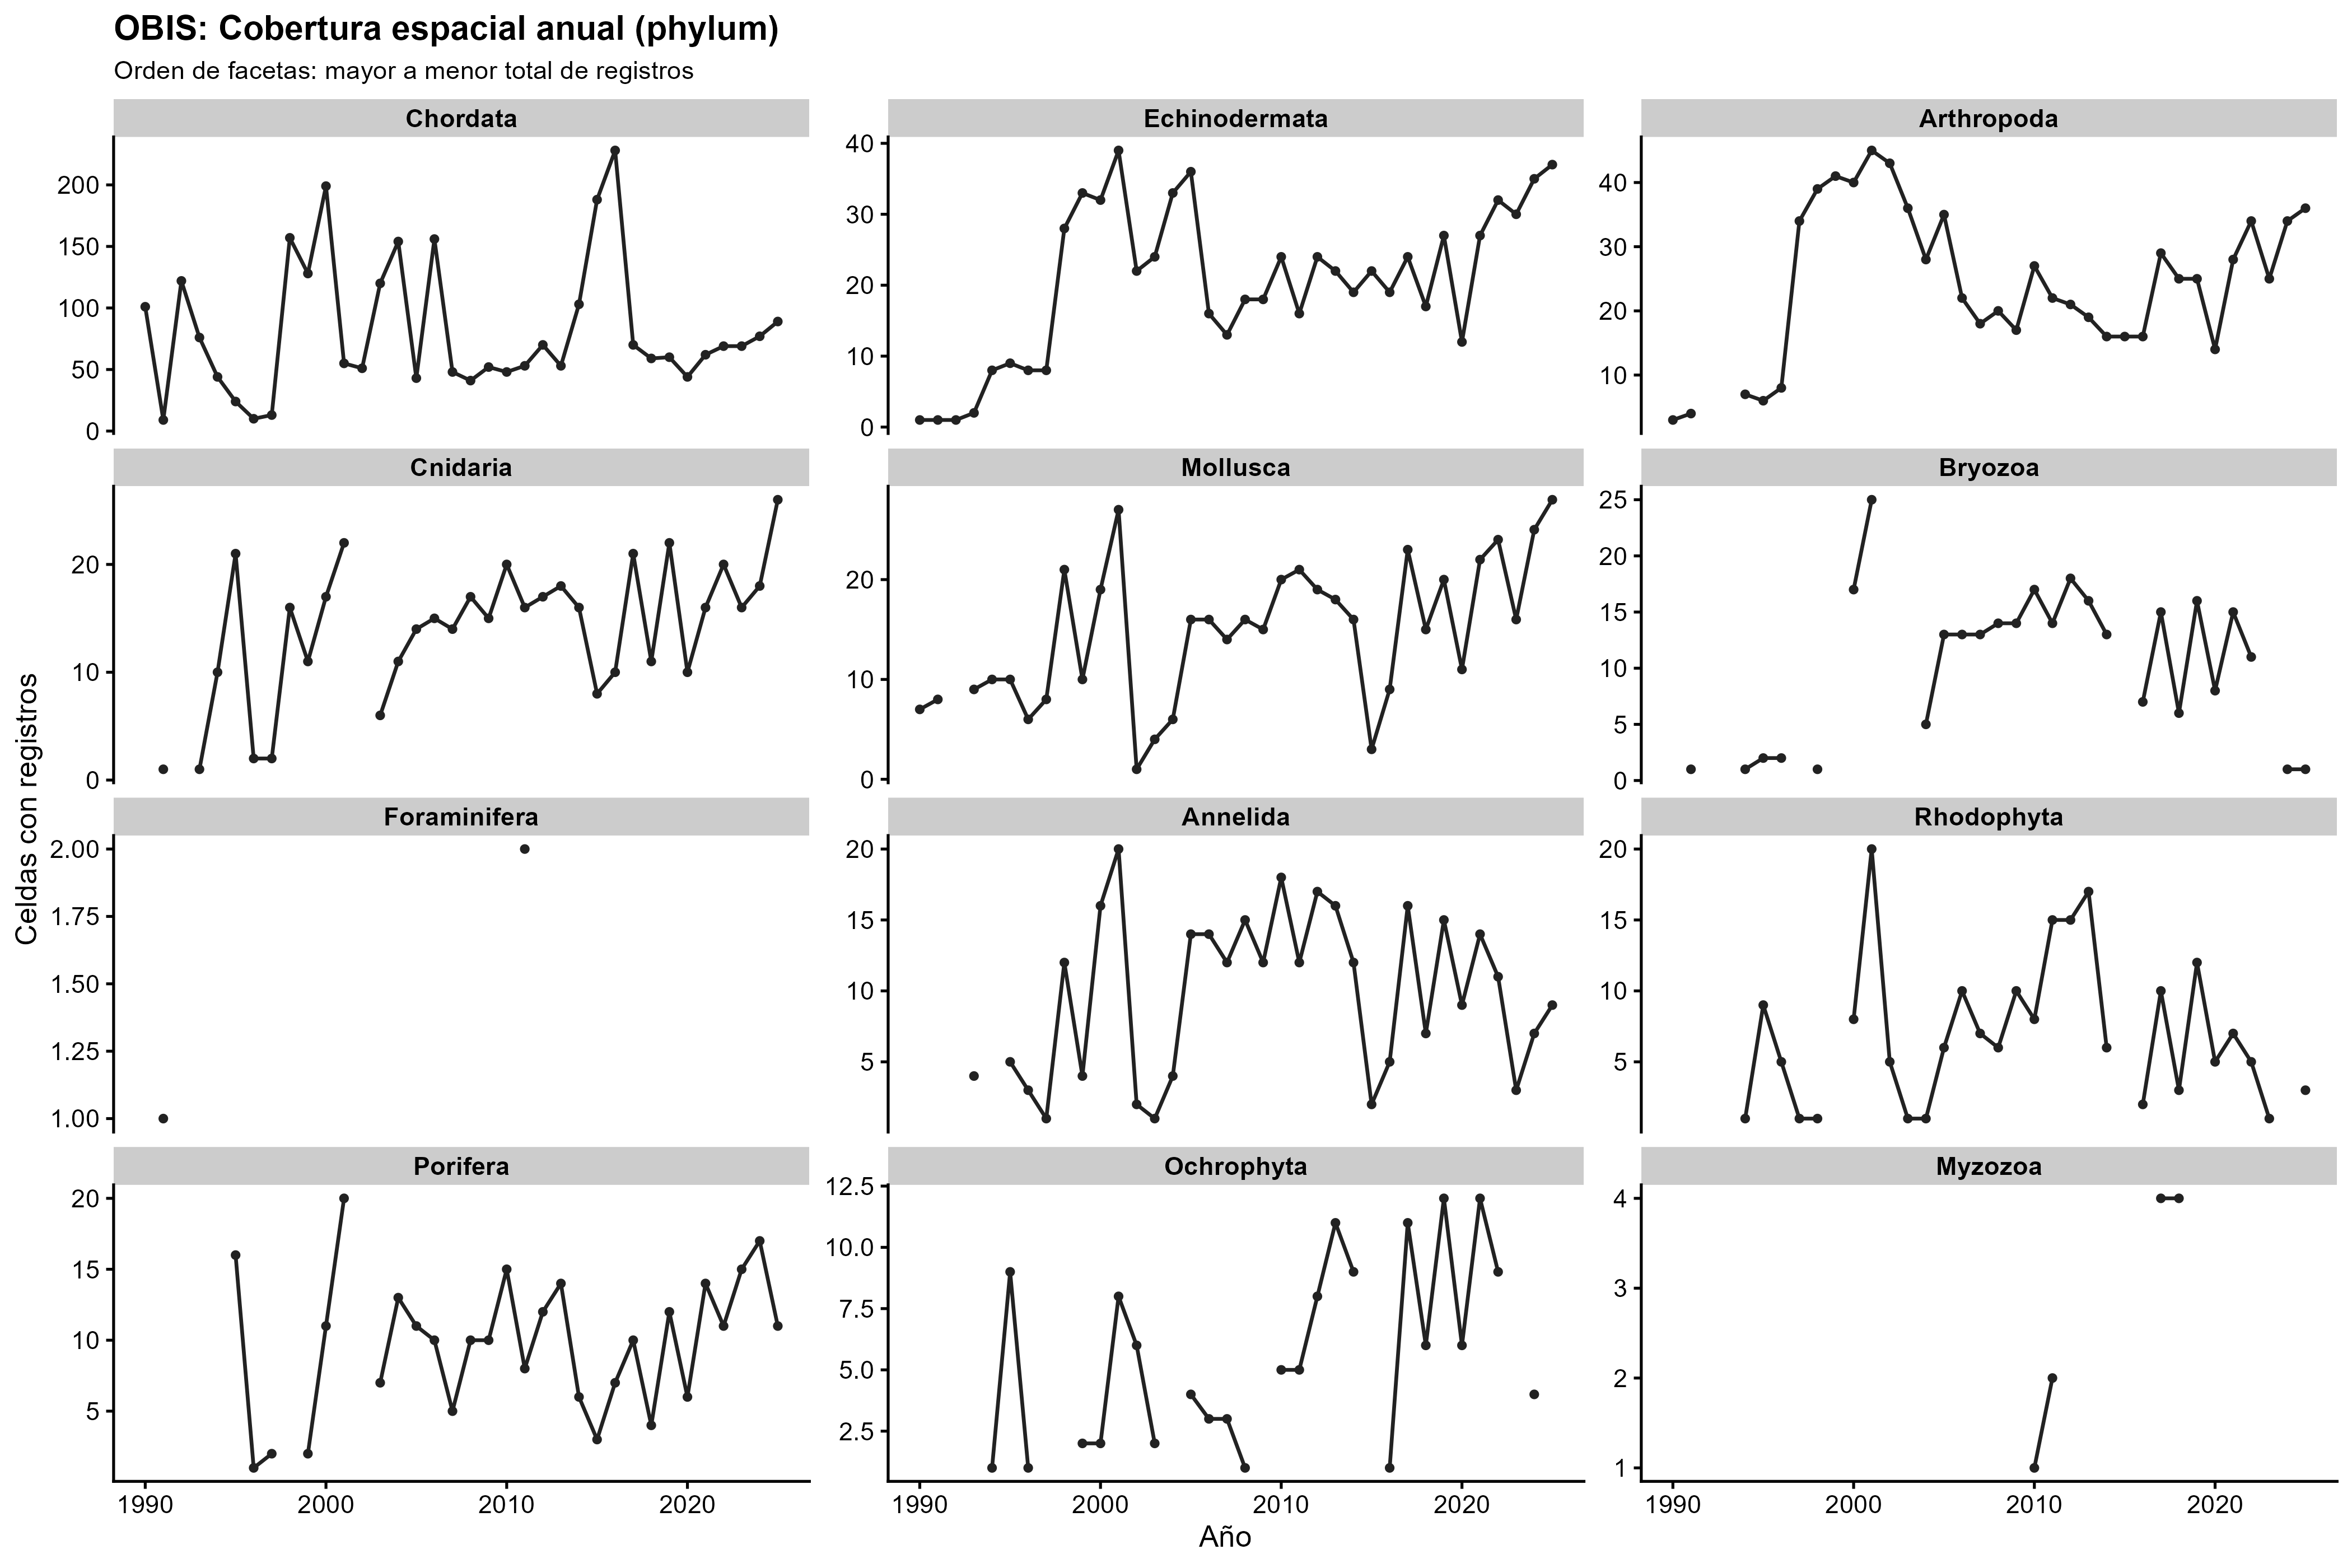 OBIS: Cobertura espacial anual (phylum)
Orden de facetas: mayor a menor total de registros
Chordata
Echinodermata
Arthropoda
200
150
100
50
0
40
30
20
10
0
40
30
20
10
Cnidaria
Mollusca
Bryozoa
20
10
0
20
10
0
25
20
15
10
5
0
Celdas con registros
Foraminifera
Annelida
Rhodophyta
2.00
1.75
1.50
1.25
1.00
20
15
10
5
20
15
10
5
Porifera
Ochrophyta
Myzozoa
20
15
10
5
12.5
10.0
7.5
5.0
2.5
4
3
2
1
1990 2000 2010 2020
1990 2000 2010 2020
1990 2000 2010 2020
Año